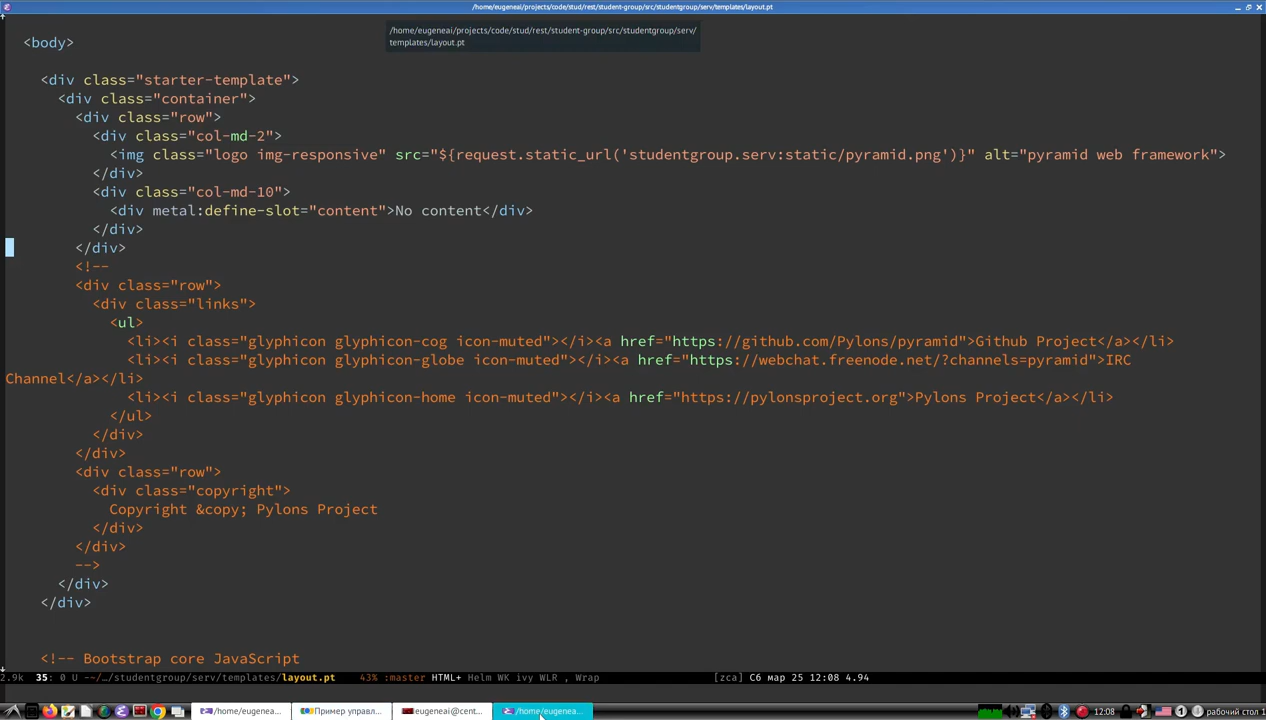 /home/eugeneai/projects/code/stud/rest/student-group/src/studentgroup/serv/templates/layout.pt
/home/eugeneai/projects/code/stud/rest/student-group/src/studentgroup/serv/
templates/layout.pt
<body>
<div class="starter-template">
<div class="container">
<div class="row">
<div class="col-md-2">
<img class="logo img-responsive" src="${request.static_url('studentgroup.serv:static/pyramid.png')}" alt="pyramid web framework">
</div>
<div class="col-md-10">
<div metal:define-slot="content">No content</div>
</div>
</div>
<!--
<div class="row">
<div class="links">
<ul>
<li><i class="glyphicon glyphicon-cog icon-muted"></i><a href="https://github.com/Pylons/pyramid">Github Project</a></li>
<li><i class="glyphicon glyphicon-globe icon-muted"></i><a href="https://webchat.freenode.net/?channels=pyramid">IRC
Channel</a></li>
<li><i class="glyphicon glyphicon-home icon-muted"></i><a href="https://pylonsproject.org">Pylons Project</a></li>
</ul>
</div>
</div>
<div class="row">
<div class="copyright">
Copyright &copy; Pylons Project
</div>
</div>
-->
</div>
</div>
<!-- Bootstrap core JavaScript
2.9k 35: 0 U -~/…/studentgroup/serv/templates/layout.pt 43% :master HTML+ Helm WK ivy WLR , Wrap [zca] Сб мар 25 12:08 4.94
/home/eugenea... Пример управл... eugeneai@cent... /home/eugenea... 12:08 рабочий стол 1